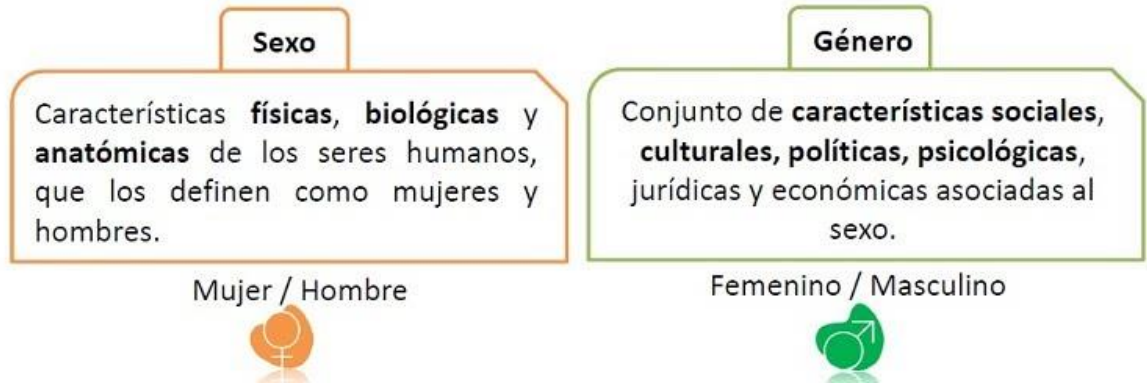 Sexo
Características físicas, biológicas y
anatómicas de los seres humanos,
que los definen como mujeres y
hombres.
Mujer / Hombre
Género
Conjunto de características sociales,
culturales, políticas, psicológicas,
jurídicas y económicas asociadas al
sexo.
Femenino / Masculino